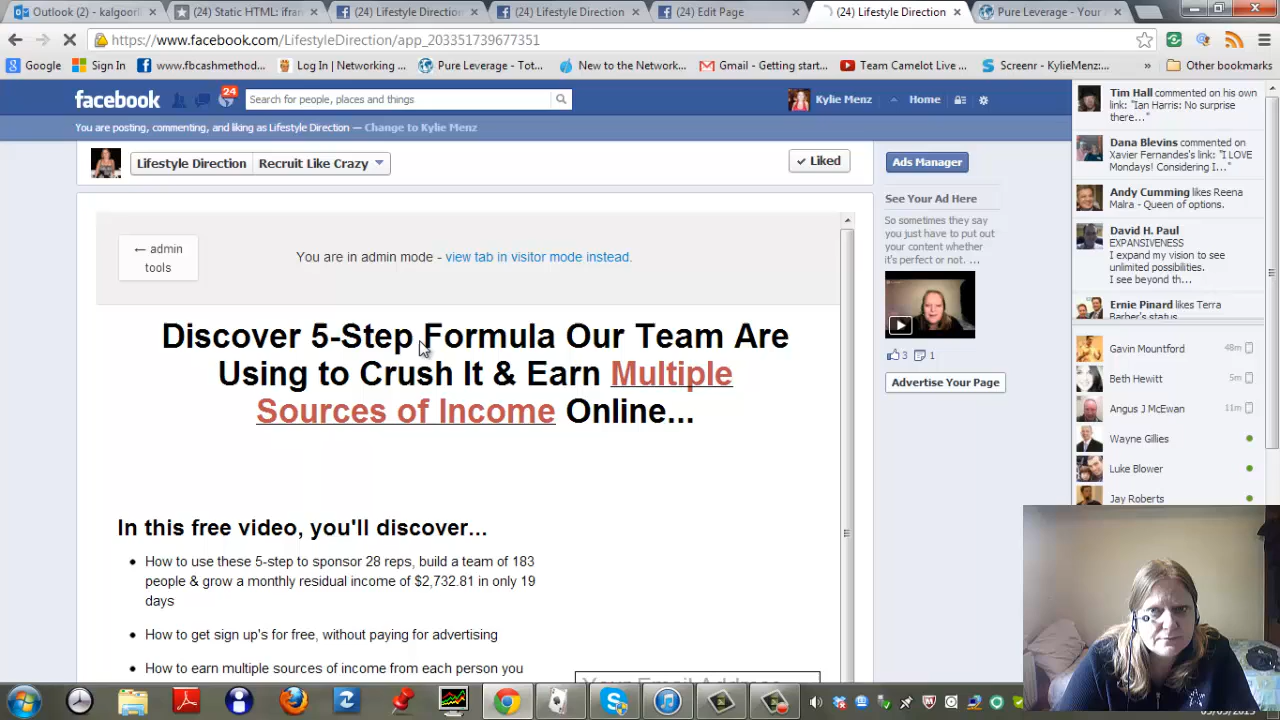 (24) Outlook (2) - kalgoorl
(24) Static HTML: ifram
(24) Lifestyle Direction
(24) Lifestyle Direction
(24) Edit Page
(24) Lifestyle Direction
Pure Leverage - Your
https://www.facebook.com/LifestyleDirection/app_203351739677351
Google
Sign In
www.fbcashmethod...
Log In | Networking ...
Pure Leverage - Tot...
New to the Network...
Gmail - Getting start...
Team Camelot Live ...
Screenr - KylieMenz:...
»
Other bookmarks
facebook
24
Search for people, places and things
Kylie Menz
Home
You are posting, commenting, and liking as Lifestyle Direction — Change to Kylie Menz
Lifestyle Direction
Recruit Like Crazy
✓ Liked
Ads Manager
← admin
tools
You are in admin mode - view tab in visitor mode instead.
Discover 5-Step Formula Our Team Are
Using to Crush It & Earn Multiple
Sources of Income Online...
In this free video, you'll discover...
• How to use these 5-step to sponsor 28 reps, build a team of 183
people & grow a monthly residual income of $2,732.81 in only 19
days
• How to get sign up's for free, without paying for advertising
• How to earn multiple sources of income from each person you
Your Email Address
See Your Ad Here
So sometimes they say
you just have to put out
your content whether
it's perfect or not. ...
3
1
Advertise Your Page
Tim Hall commented on his own
link: "Ian Harris: No surprise
there..."
Dana Blevins commented on
Xavier Fernandes's link: "I LOVE
Mondays! Considering I..."
Andy Cumming likes Reena
Malra - Queen of options.
David H. Paul
EXPANSIVENESS
I expand my vision to see
unlimited possibilities.
I see beyond th...
Ernie Pinard likes Terra
Barber's status.
Gavin Mountford
48m
Beth Hewitt
5m
Angus J McEwan
11m
Wayne Gillies
Luke Blower
Jay Roberts